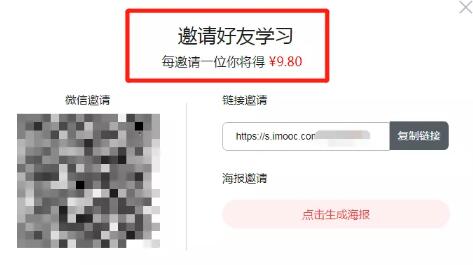 邀请好友学习
每邀请一位你将得 ¥9.80
微信邀请
链接邀请
https://s.imooc.com
复制链接
海报邀请
点击生成海报